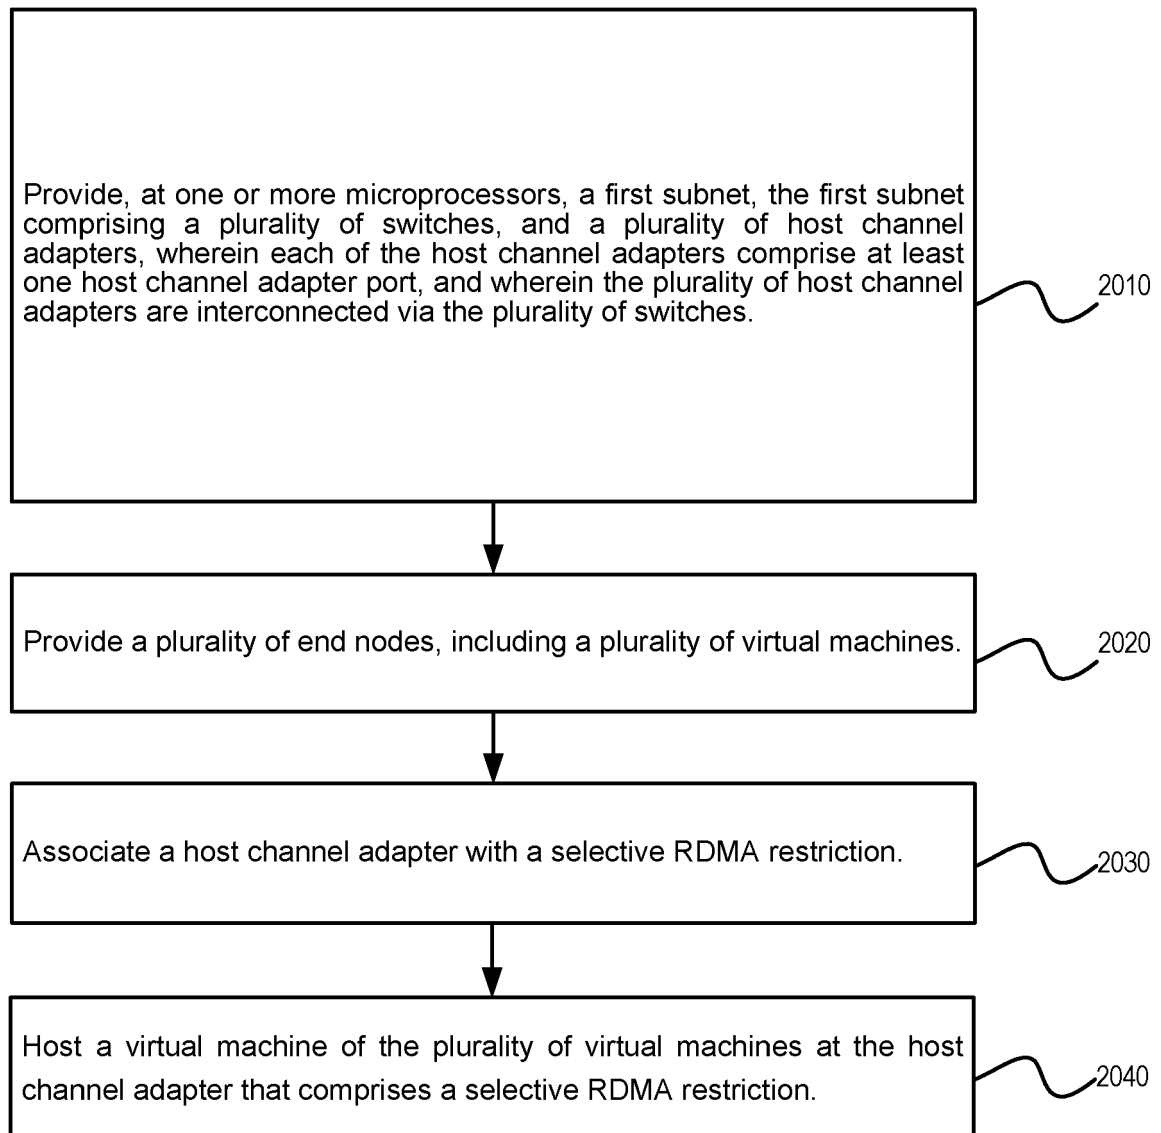 Provide, at one or more microprocessors, a first subnet, the first subnet
comprising a plurality of switches, and a plurality of host channel
adapters, wherein each of the host channel adapters comprise at least
one host channel adapter port, and wherein the plurality of host channel
adapters are interconnected via the plurality of switches.
2010
Provide a plurality of end nodes, including a plurality of virtual machines.
2020
Associate a host channel adapter with a selective RDMA restriction.
2030
Host a virtual machine of the plurality of virtual machines at the host
channel adapter that comprises a selective RDMA restriction.
2040